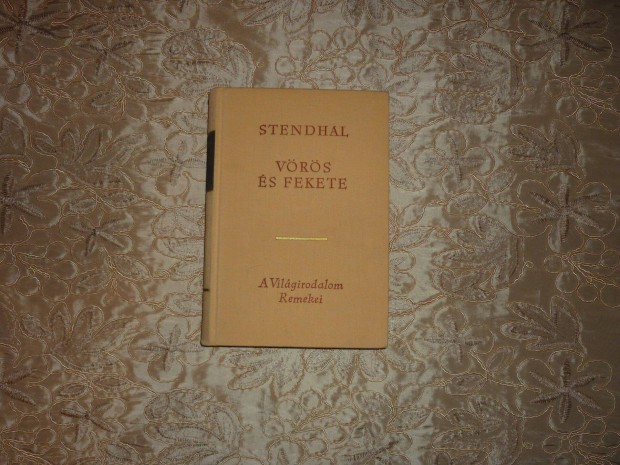 STENDHAL
VÖRÖS
ÉS FEKETE
A Világirodalom
Remekei